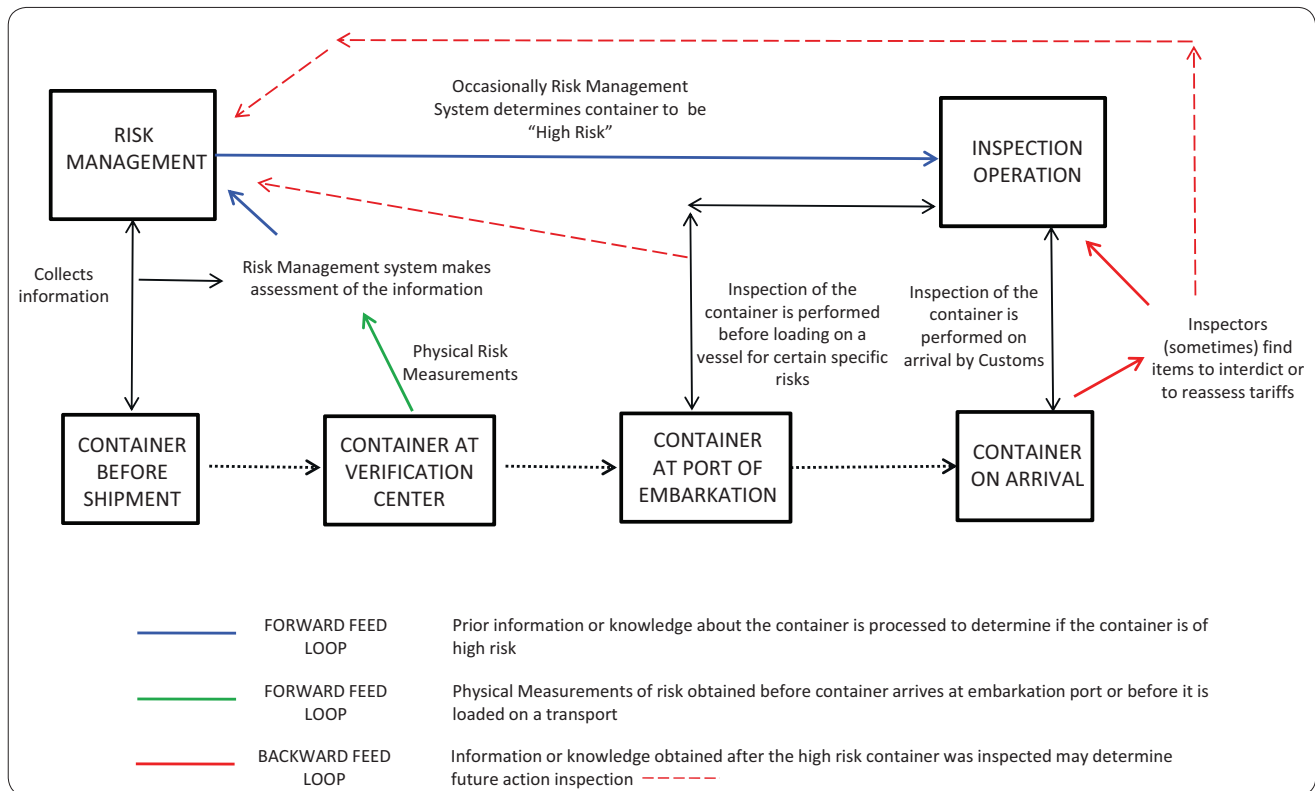 Occasionally Risk Management
System determines container to  be
“High Risk”
RISK
MANAGEMENT
INSPECTION
OPERATION
Collects
information
Risk Management system makes
assessment of the information
Physical Risk
Measurements
Inspection of the
container is performed
before loading on a
vessel for certain specific
risks
Inspection of the
container is
performed on
arrival by Customs
Inspectors
(sometimes) find
items to interdict or
to reassess tariffs
CONTAINER
BEFORE
SHIPMENT
CONTAINER AT
VERIFICATION
CENTER
CONTAINER
AT PORT OF
EMBARKATION
CONTAINER
ON ARRIVAL
FORWARD FEED
LOOP
Prior information or knowledge about the container is processed to determine if the container is of
high risk
FORWARD FEED
LOOP
Physical Measurements of risk obtained before container arrives at embarkation port or before it is
loaded on a transport
BACKWARD FEED
LOOP
Information or knowledge obtained after the high risk container was inspected may determine
future action inspection